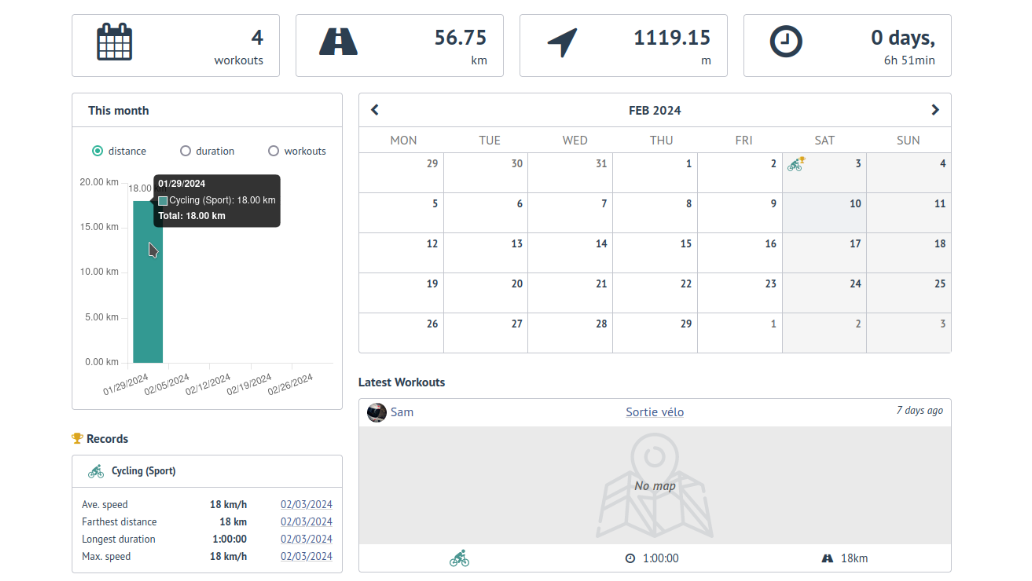 4
workouts
56.75
km
1119.15
m
0 days,
6h 51min
This month
distance duration workouts
20.00 km
18.00
01/29/2024
Cycling (Sport): 18.00 km
Total: 18.00 km
15.00 km
10.00 km
5.00 km
0.00 km
01/29/2024 02/05/2024 02/12/2024 02/19/2024 02/26/2024
Records
Cycling (Sport)
Ave. speed 18 km/h 02/03/2024
Farthest distance 18 km 02/03/2024
Longest duration 1:00:00 02/03/2024
Max. speed 18 km/h 02/03/2024
FEB 2024
MON TUE WED THU FRI SAT SUN
29 30 31 1 2 3 4
5 6 7 8 9 10 11
12 13 14 15 16 17 18
19 20 21 22 23 24 25
26 27 28 29 1 2 3
Latest Workouts
Sam Sortie vélo 7 days ago
No map
1:00:00 18km